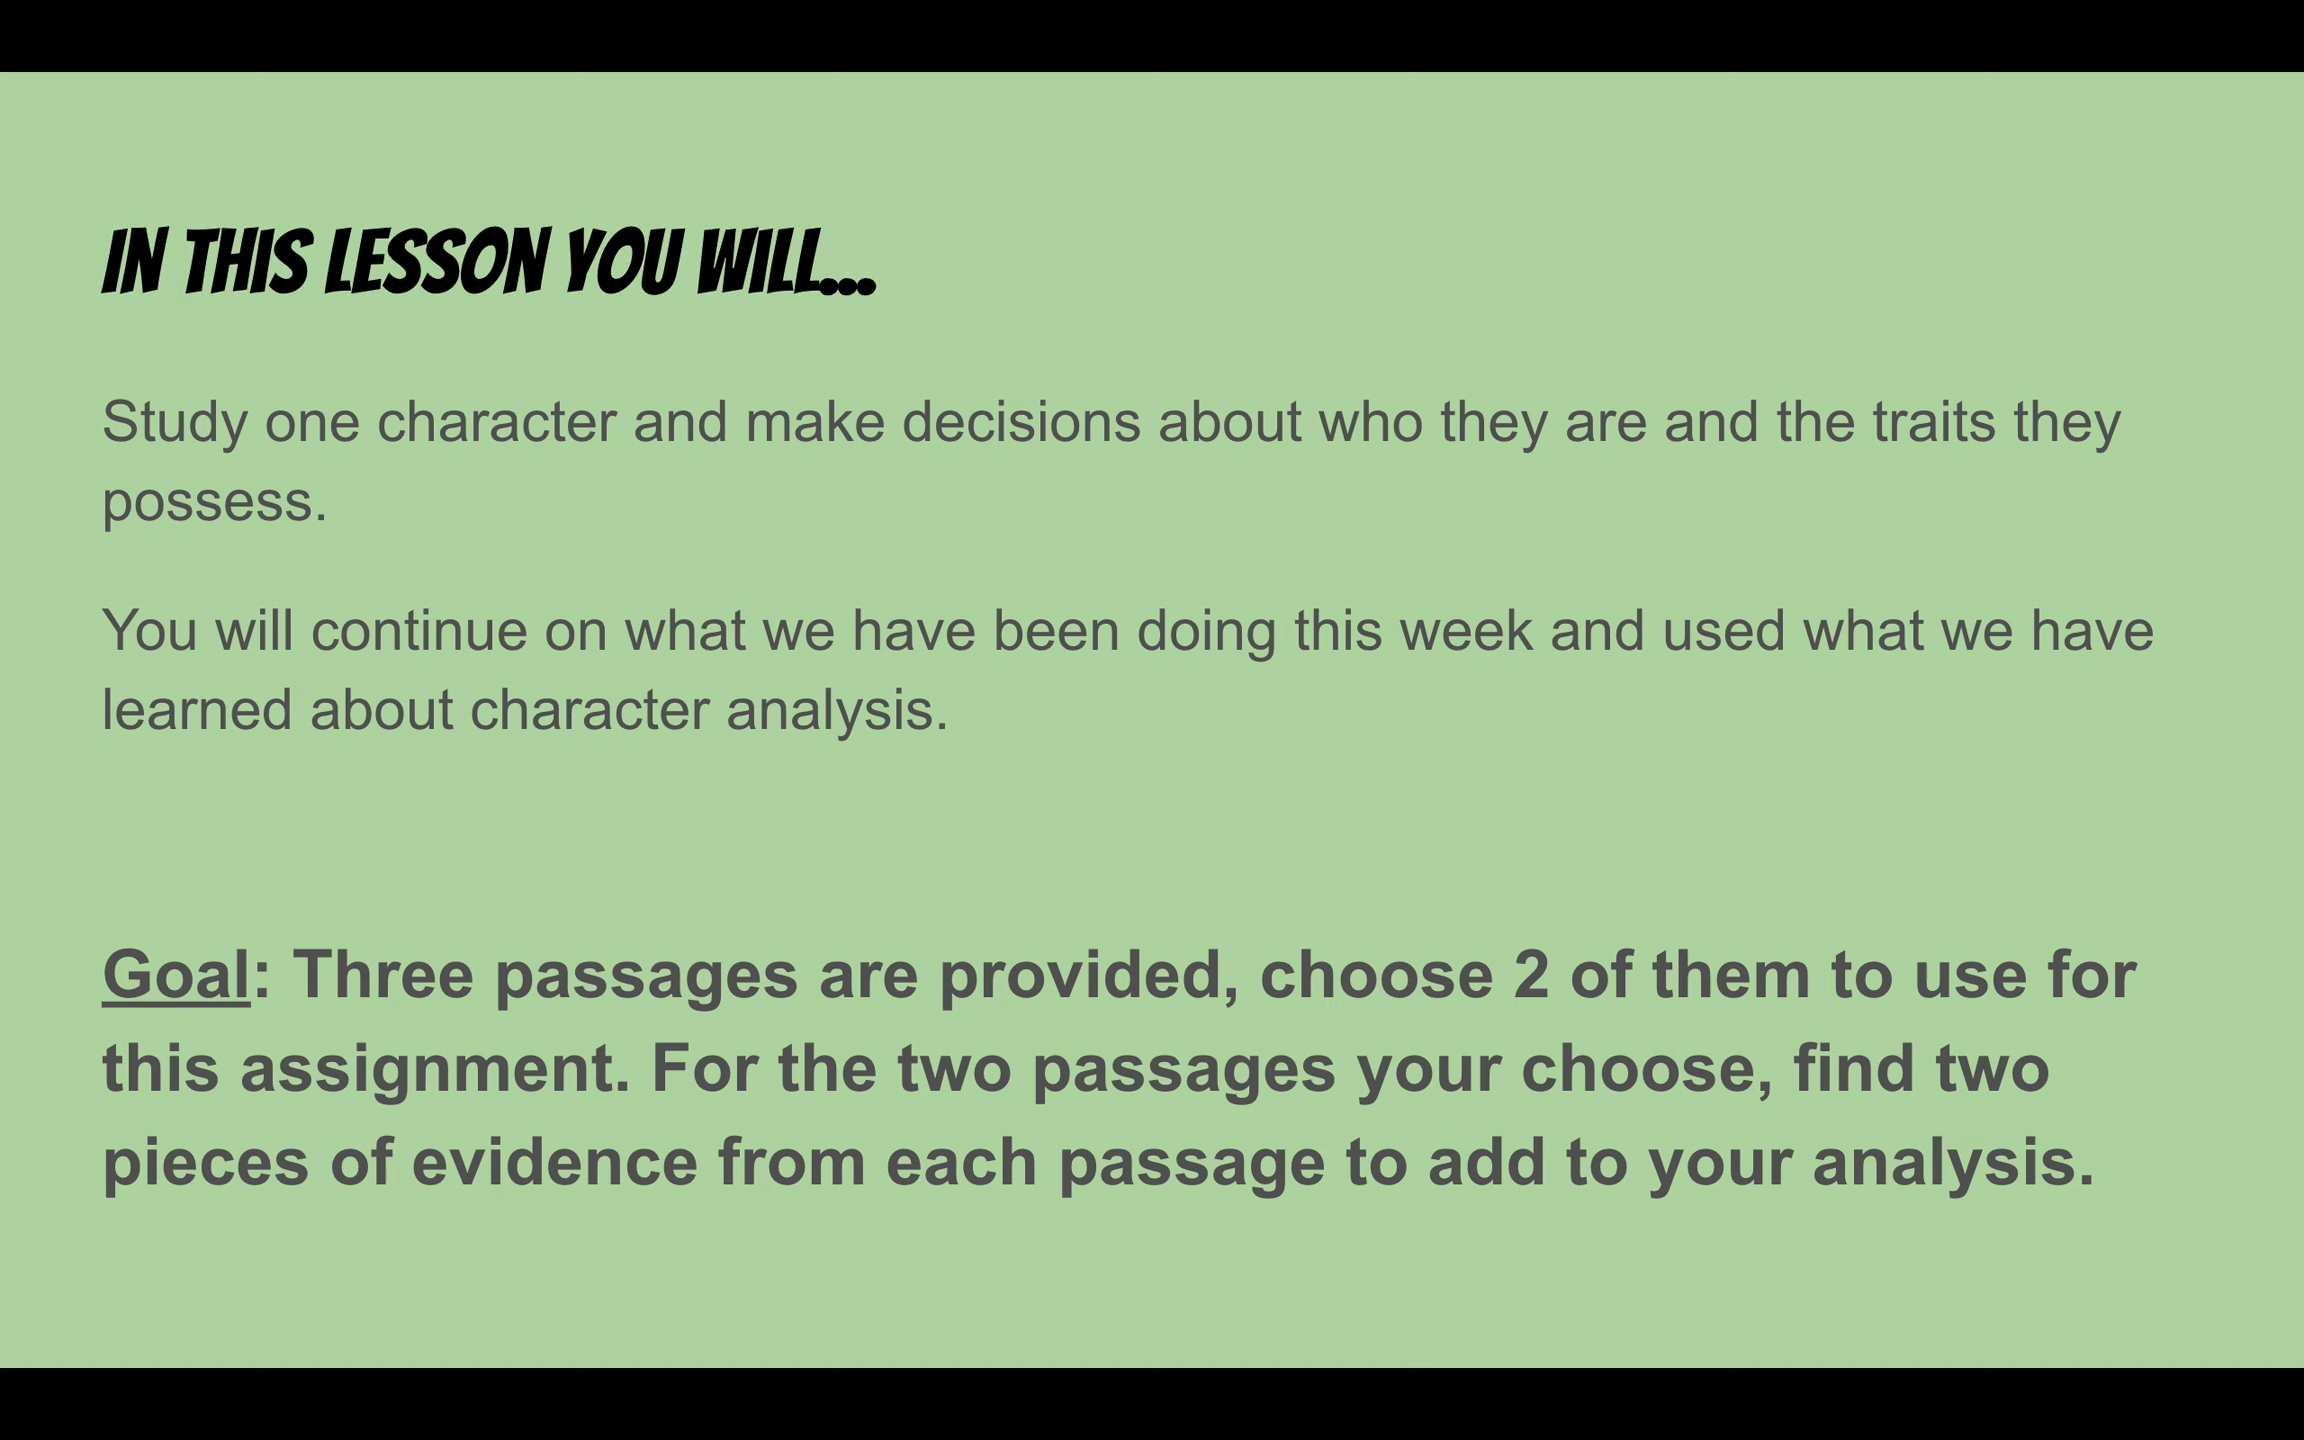 IN THIS LESSON YOU WILL...
Study one character and make decisions about who they are and the traits they
possess.
You will continue on what we have been doing this week and used what we have
learned about character analysis.
Goal: Three passages are provided, choose 2 of them to use for
this assignment. For the two passages your choose, find two
pieces of evidence from each passage to add to your analysis.